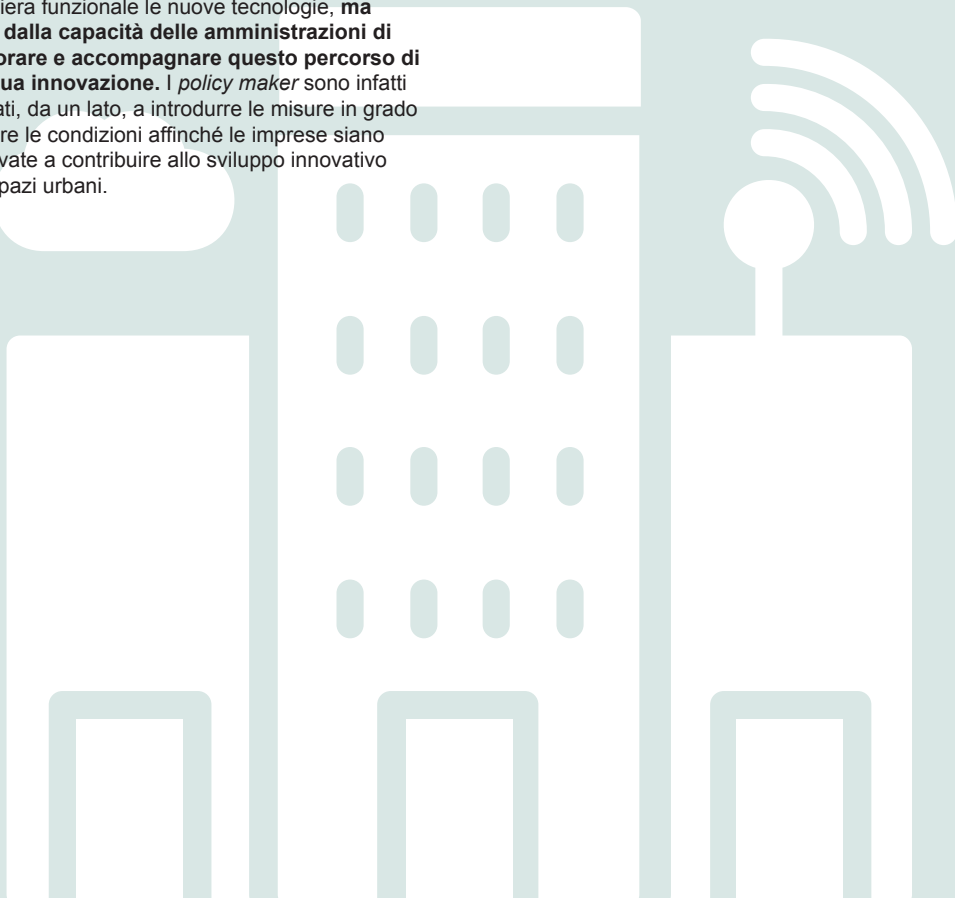 iera funzionale le nuove tecnologie, ma
dalla capacità delle amministrazioni di
orare e accompagnare questo percorso di
ua innovazione. I policy maker sono infatti
ati, da un lato, a introdurre le misure in grado
re le condizioni affinché le imprese siano
vate a contribuire allo sviluppo innovativo
pazi urbani.